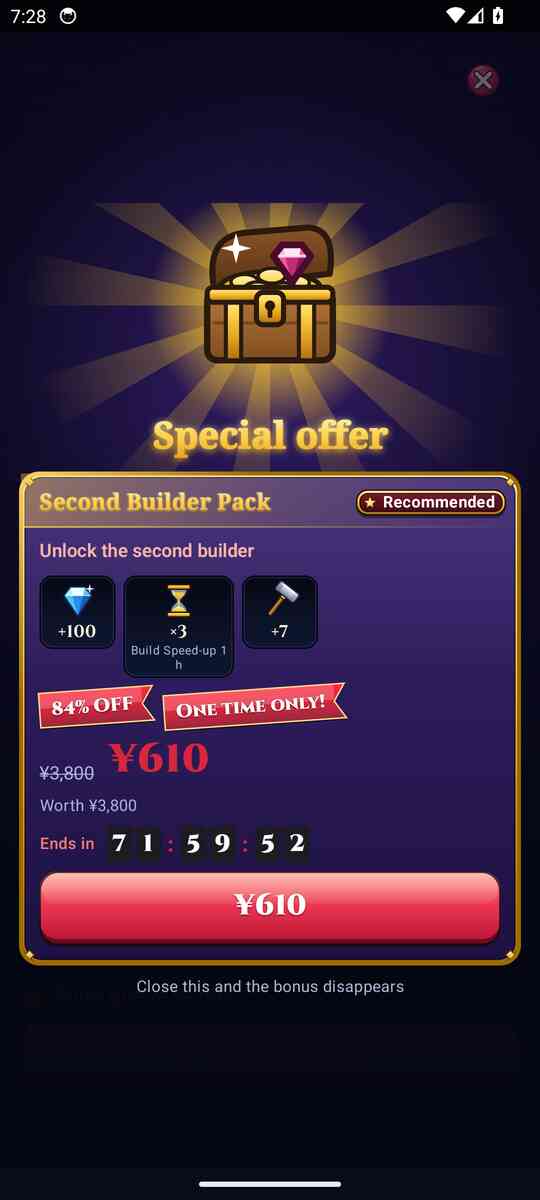 7:28
Special offer
Second Builder Pack
★ Recommended
Unlock the second builder
+100
×3
+7
Build Speed-up 1
h
84% OFF
ONE TIME ONLY!
¥3,800
¥610
Worth ¥3,800
Ends in 71:59:52
¥610
Close this and the bonus disappears